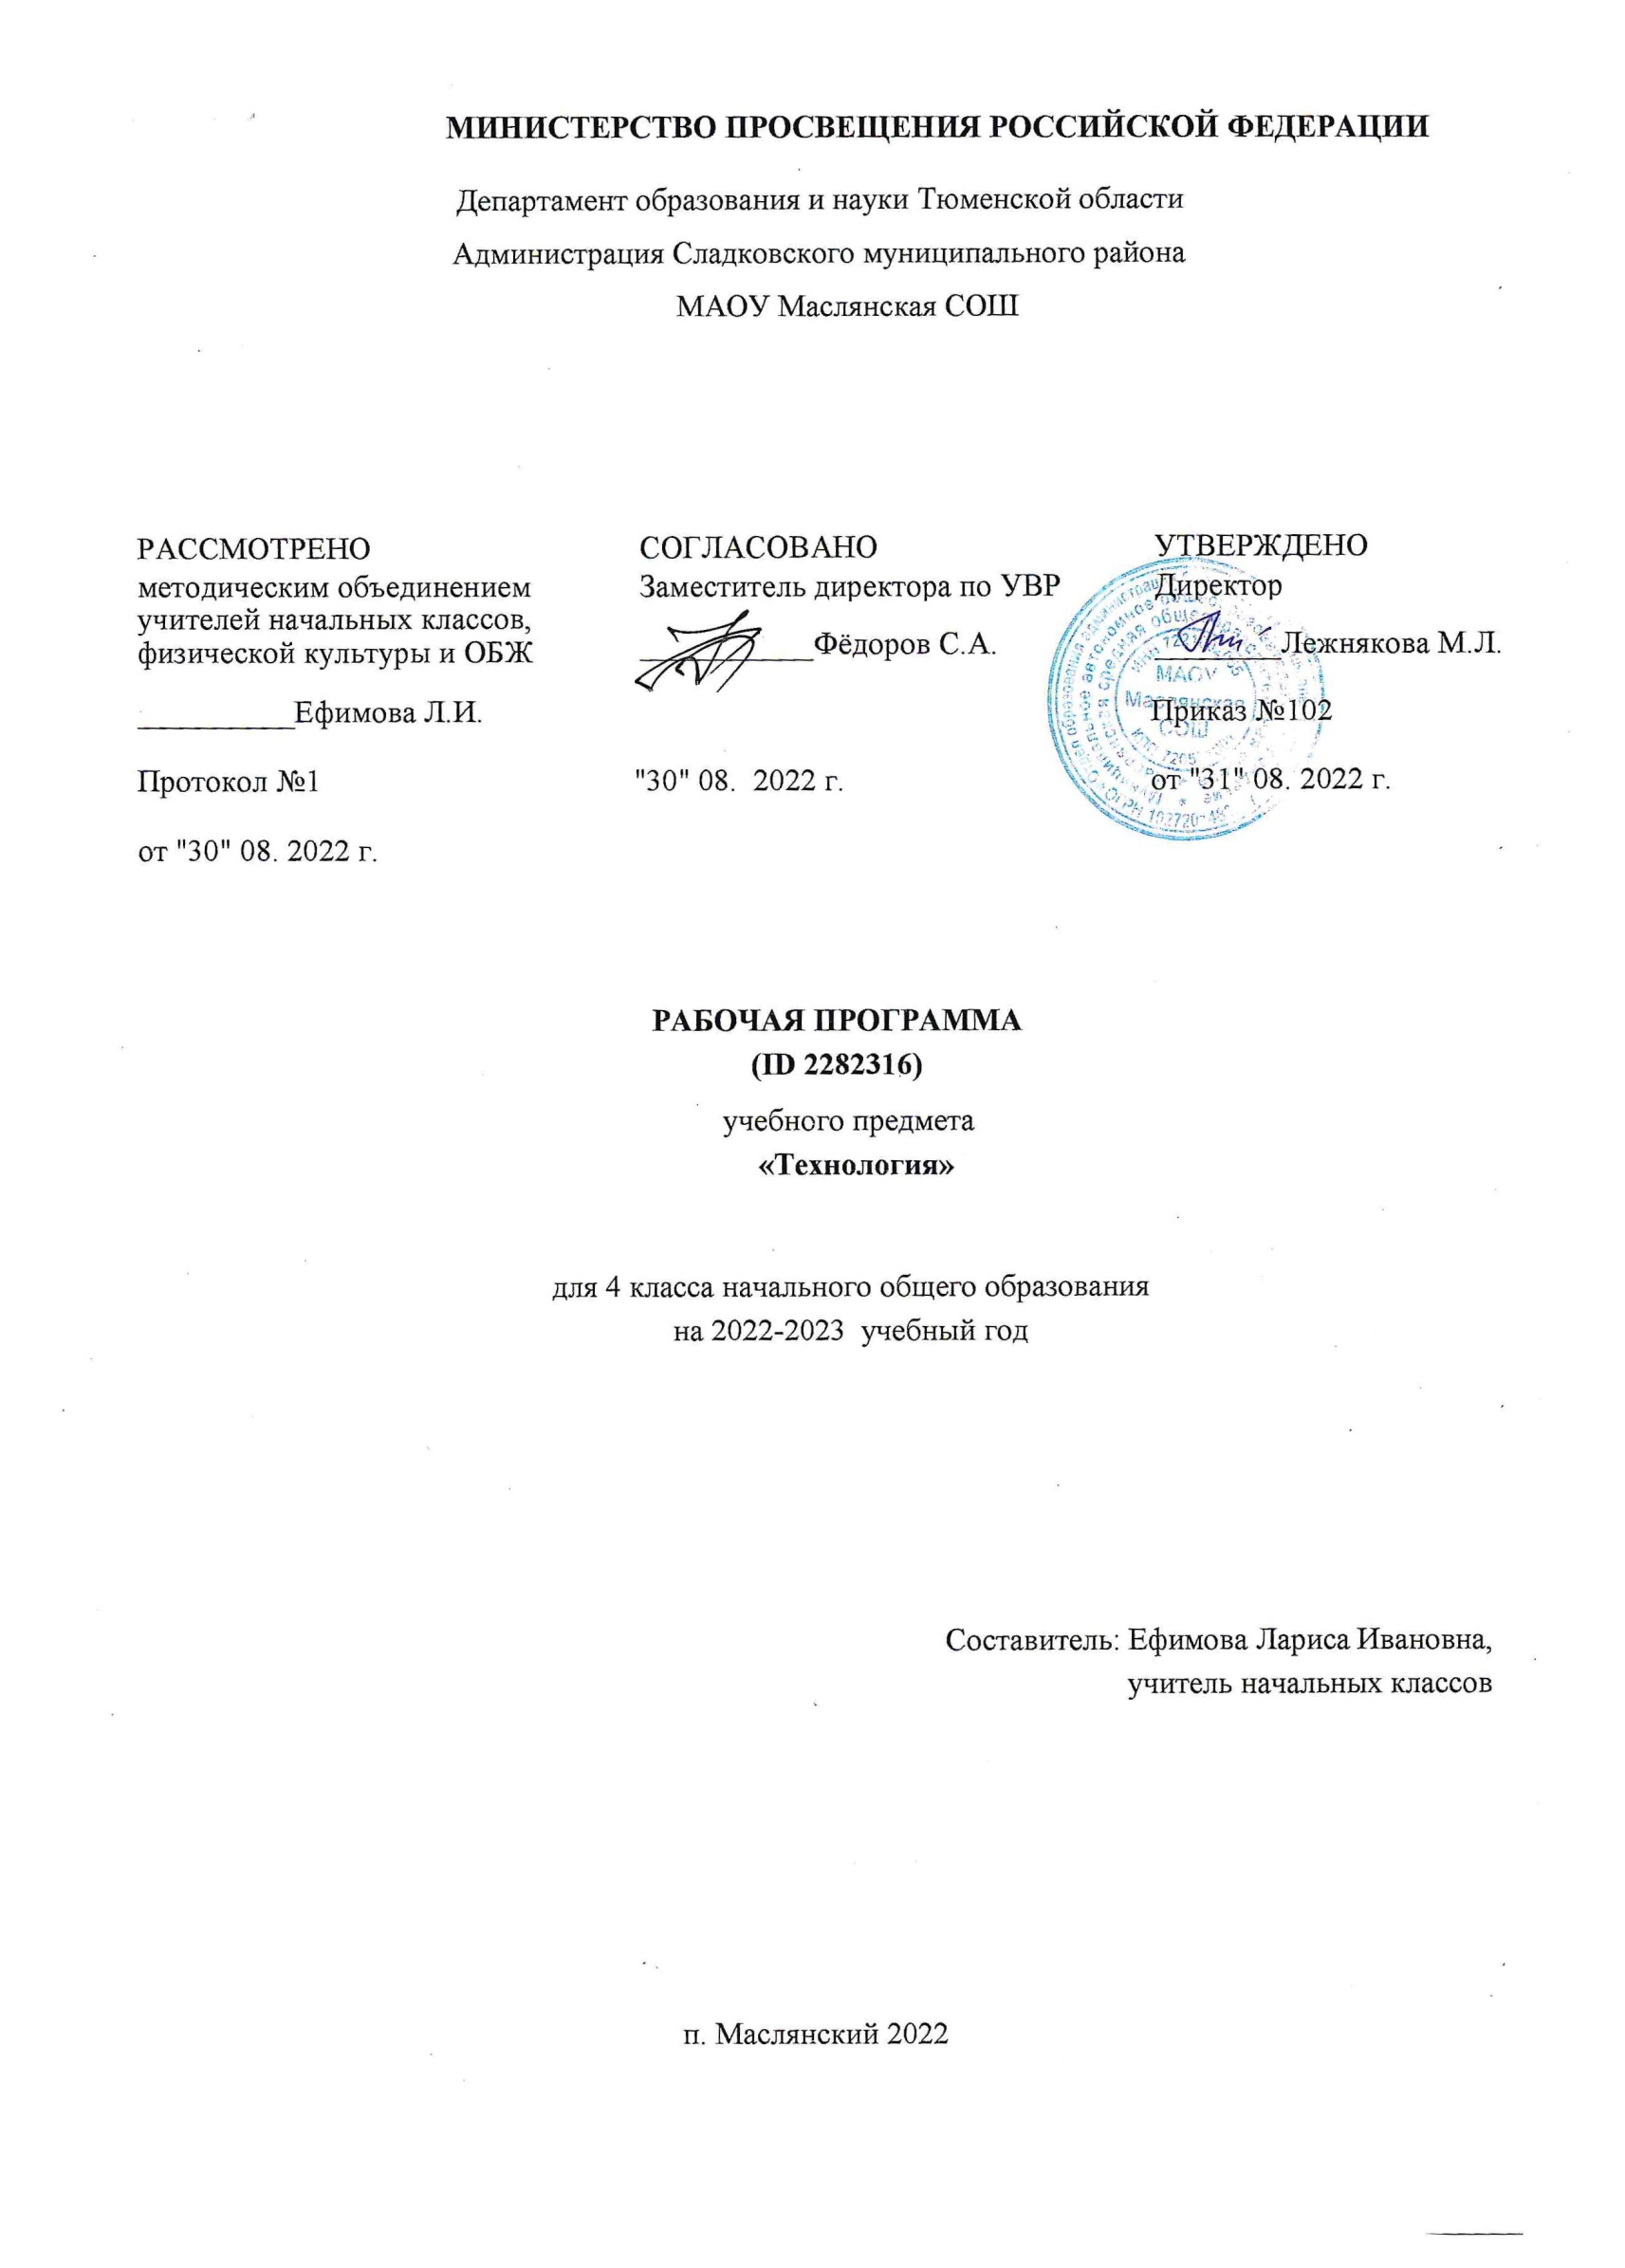 МИНИСТЕРСТВО ПРОСВЕЩЕНИЯ РОССИЙСКОЙ ФЕДЕРАЦИИ
Департамент образования и науки Тюменской области
Администрация Сладковского муниципального района
МАОУ Маслянская СОШ
РАССМОТРЕНО
методическим объединением
учителей начальных классов,
физической культуры и ОБЖ
__________Ефимова Л.И.
Протокол №1
от "30" 08. 2022 г.
СОГЛАСОВАНО
Заместитель директора по УВР
___________Фёдоров С.А.
"30" 08. 2022 г.
УТВЕРЖДЕНО
Директор
________Лежнякова М.Л.
Приказ №102
от "31" 08. 2022 г.
МАОУ
Маслянская
СОШ
РАБОЧАЯ ПРОГРАММА
(ID 2282316)
учебного предмета
«Технология»
для 4 класса начального общего образования
на 2022-2023 учебный год
Составитель: Ефимова Лариса Ивановна,
учитель начальных классов
п. Маслянский 2022